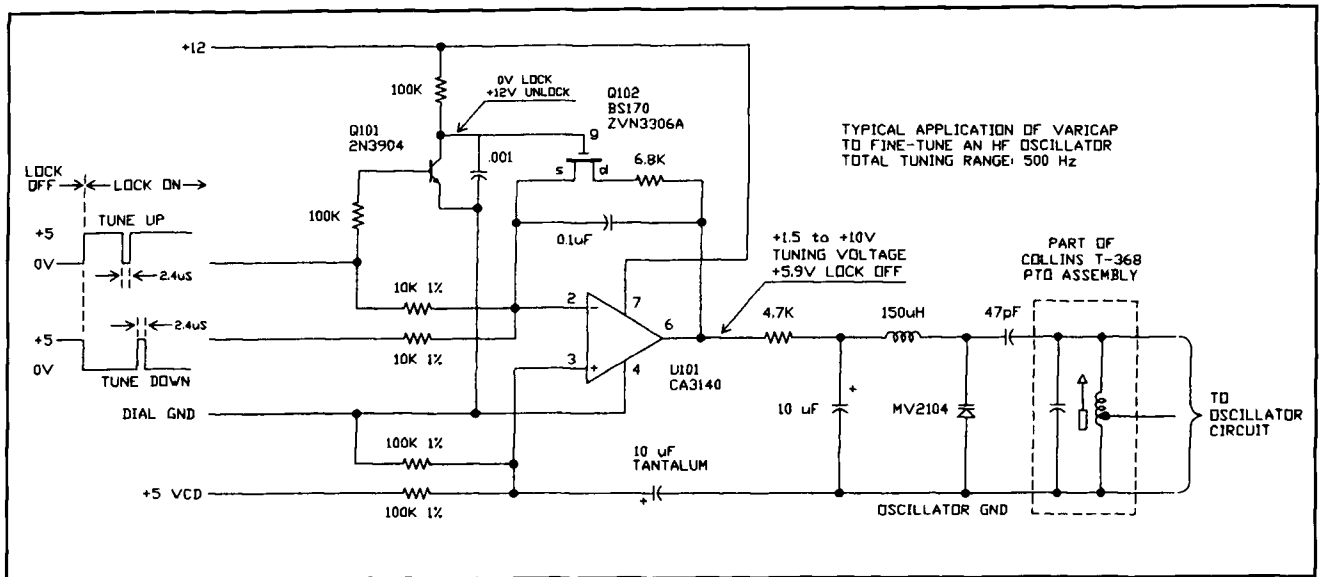 +12
100K
0V LOCK
+12V UNLOCK
Q102
BS170
ZVN3306A
Q101
2N3904
.001
g
s
d
6.8K
TYPICAL APPLICATION OF VARICAP
TO FINE-TUNE AN HF OSCILLATOR
TOTAL TUNING RANGE: 500 Hz
LOCK
OFF
LOCK ON
TUNE UP
+5
0V
2.4uS
100K
0.1uF
+1.5 to +10V
TUNING VOLTAGE
+5.9V LOCK OFF
PART OF
COLLINS T-368
PTO ASSEMBLY
10K 1%
2
-
7
6
4.7K
150uH
47pF
2.4uS
+5
0V
TUNE DOWN
10K 1%
3
+
4
U101
CA3140
+
10 uF
MV2104
TO
OSCILLATOR
CIRCUIT
DIAL GND
100K 1%
10 uF
TANTALUM
+5 VCD
100K 1%
+
OSCILLATOR GND